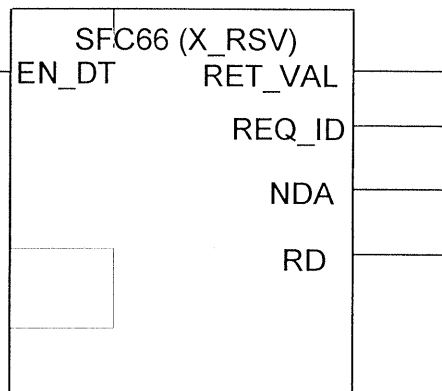 SFC66 (X_RSV)
EN_DT RET_VAL
REQ_ID
NDA
RD